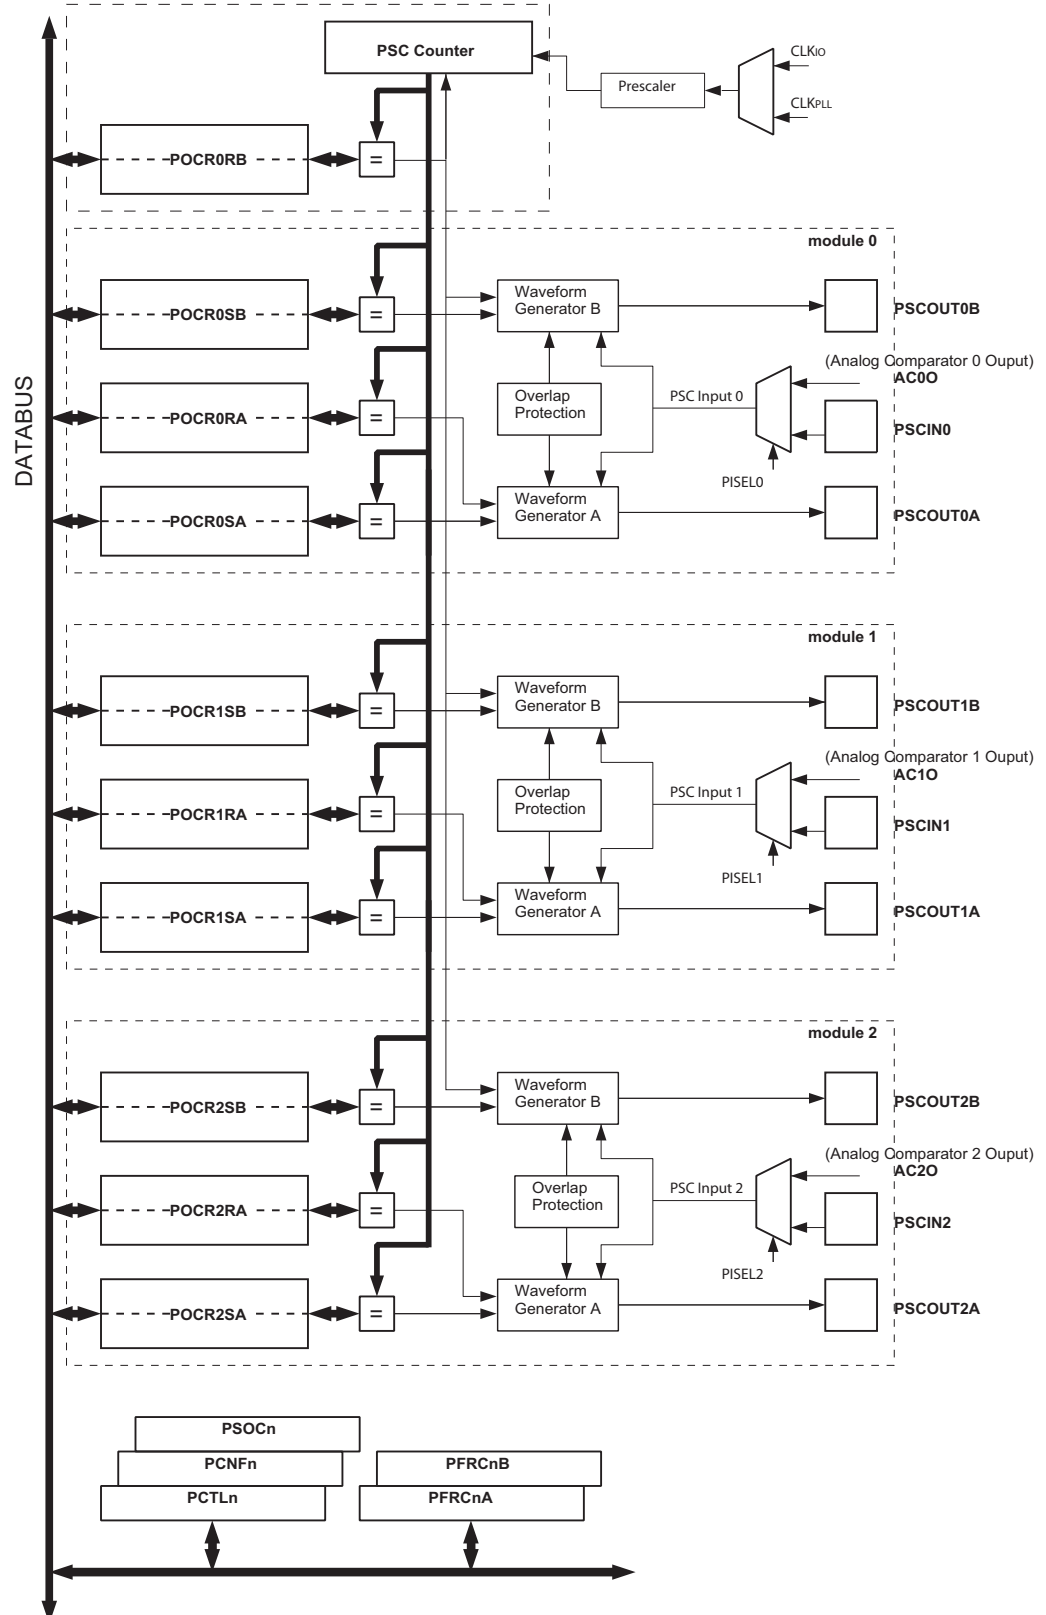 PSC Counter
CLKIO
Prescaler
CLKPLL
POCR0RB
=
module 0
POCR0SB
=
Waveform
Generator B
PSCOUT0B
(Analog Comparator 0 Ouput)
AC0O
POCR0RA
=
Overlap
Protection
PSC Input 0
PSCIN0
PISEL0
POCR0SA
=
Waveform
Generator A
PSCOUT0A
DATABUS
module 1
POCR1SB
=
Waveform
Generator B
PSCOUT1B
(Analog Comparator 1 Ouput)
AC1O
POCR1RA
=
Overlap
Protection
PSC Input 1
PSCIN1
PISEL1
POCR1SA
=
Waveform
Generator A
PSCOUT1A
module 2
POCR2SB
=
Waveform
Generator B
PSCOUT2B
(Analog Comparator 2 Ouput)
AC2O
POCR2RA
=
Overlap
Protection
PSC Input 2
PSCIN2
PISEL2
POCR2SA
=
Waveform
Generator A
PSCOUT2A
PSOCn
PCNFn
PFRCnB
PCTLn
PFRCnA